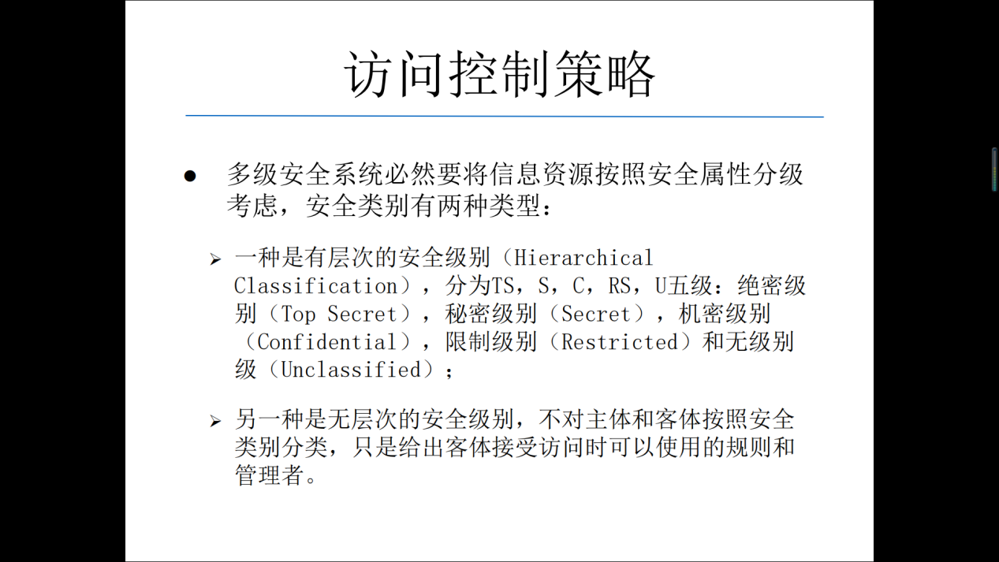 访问控制策略
● 多级安全系统必然要将信息资源按照安全属性分级
考虑，安全类别有两种类型：
➢ 一种是有层次的安全级别（Hierarchical
Classification），分为TS，S，C，RS，U五级：绝密级
别（Top Secret），秘密级别（Secret），机密级别
（Confidential），限制级别（Restricted）和无级别
级（Unclassified）；
➢ 另一种是无层次的安全级别，不对主体和客体按照安全
类别分类，只是给出客体接受访问时可以使用的规则和
管理者。